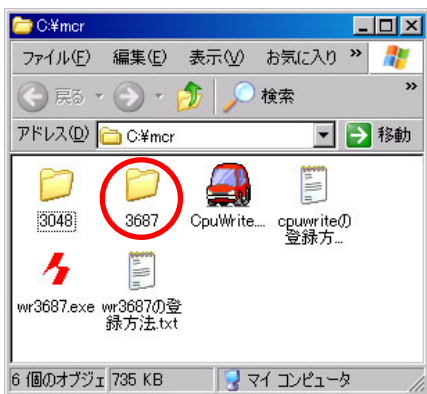 C:¥mcr
ファイル(F) 編集(E) 表示(V) お気に入り »
戻る 検索 »
アドレス(D) C:¥mcr 移動
3048 3687 CpuWrite.... cpuwriteの
登録方...
wr3687.exe wr3687の登
録方法.txt
6 個のオブジェ 735 KB マイ コンピュータ